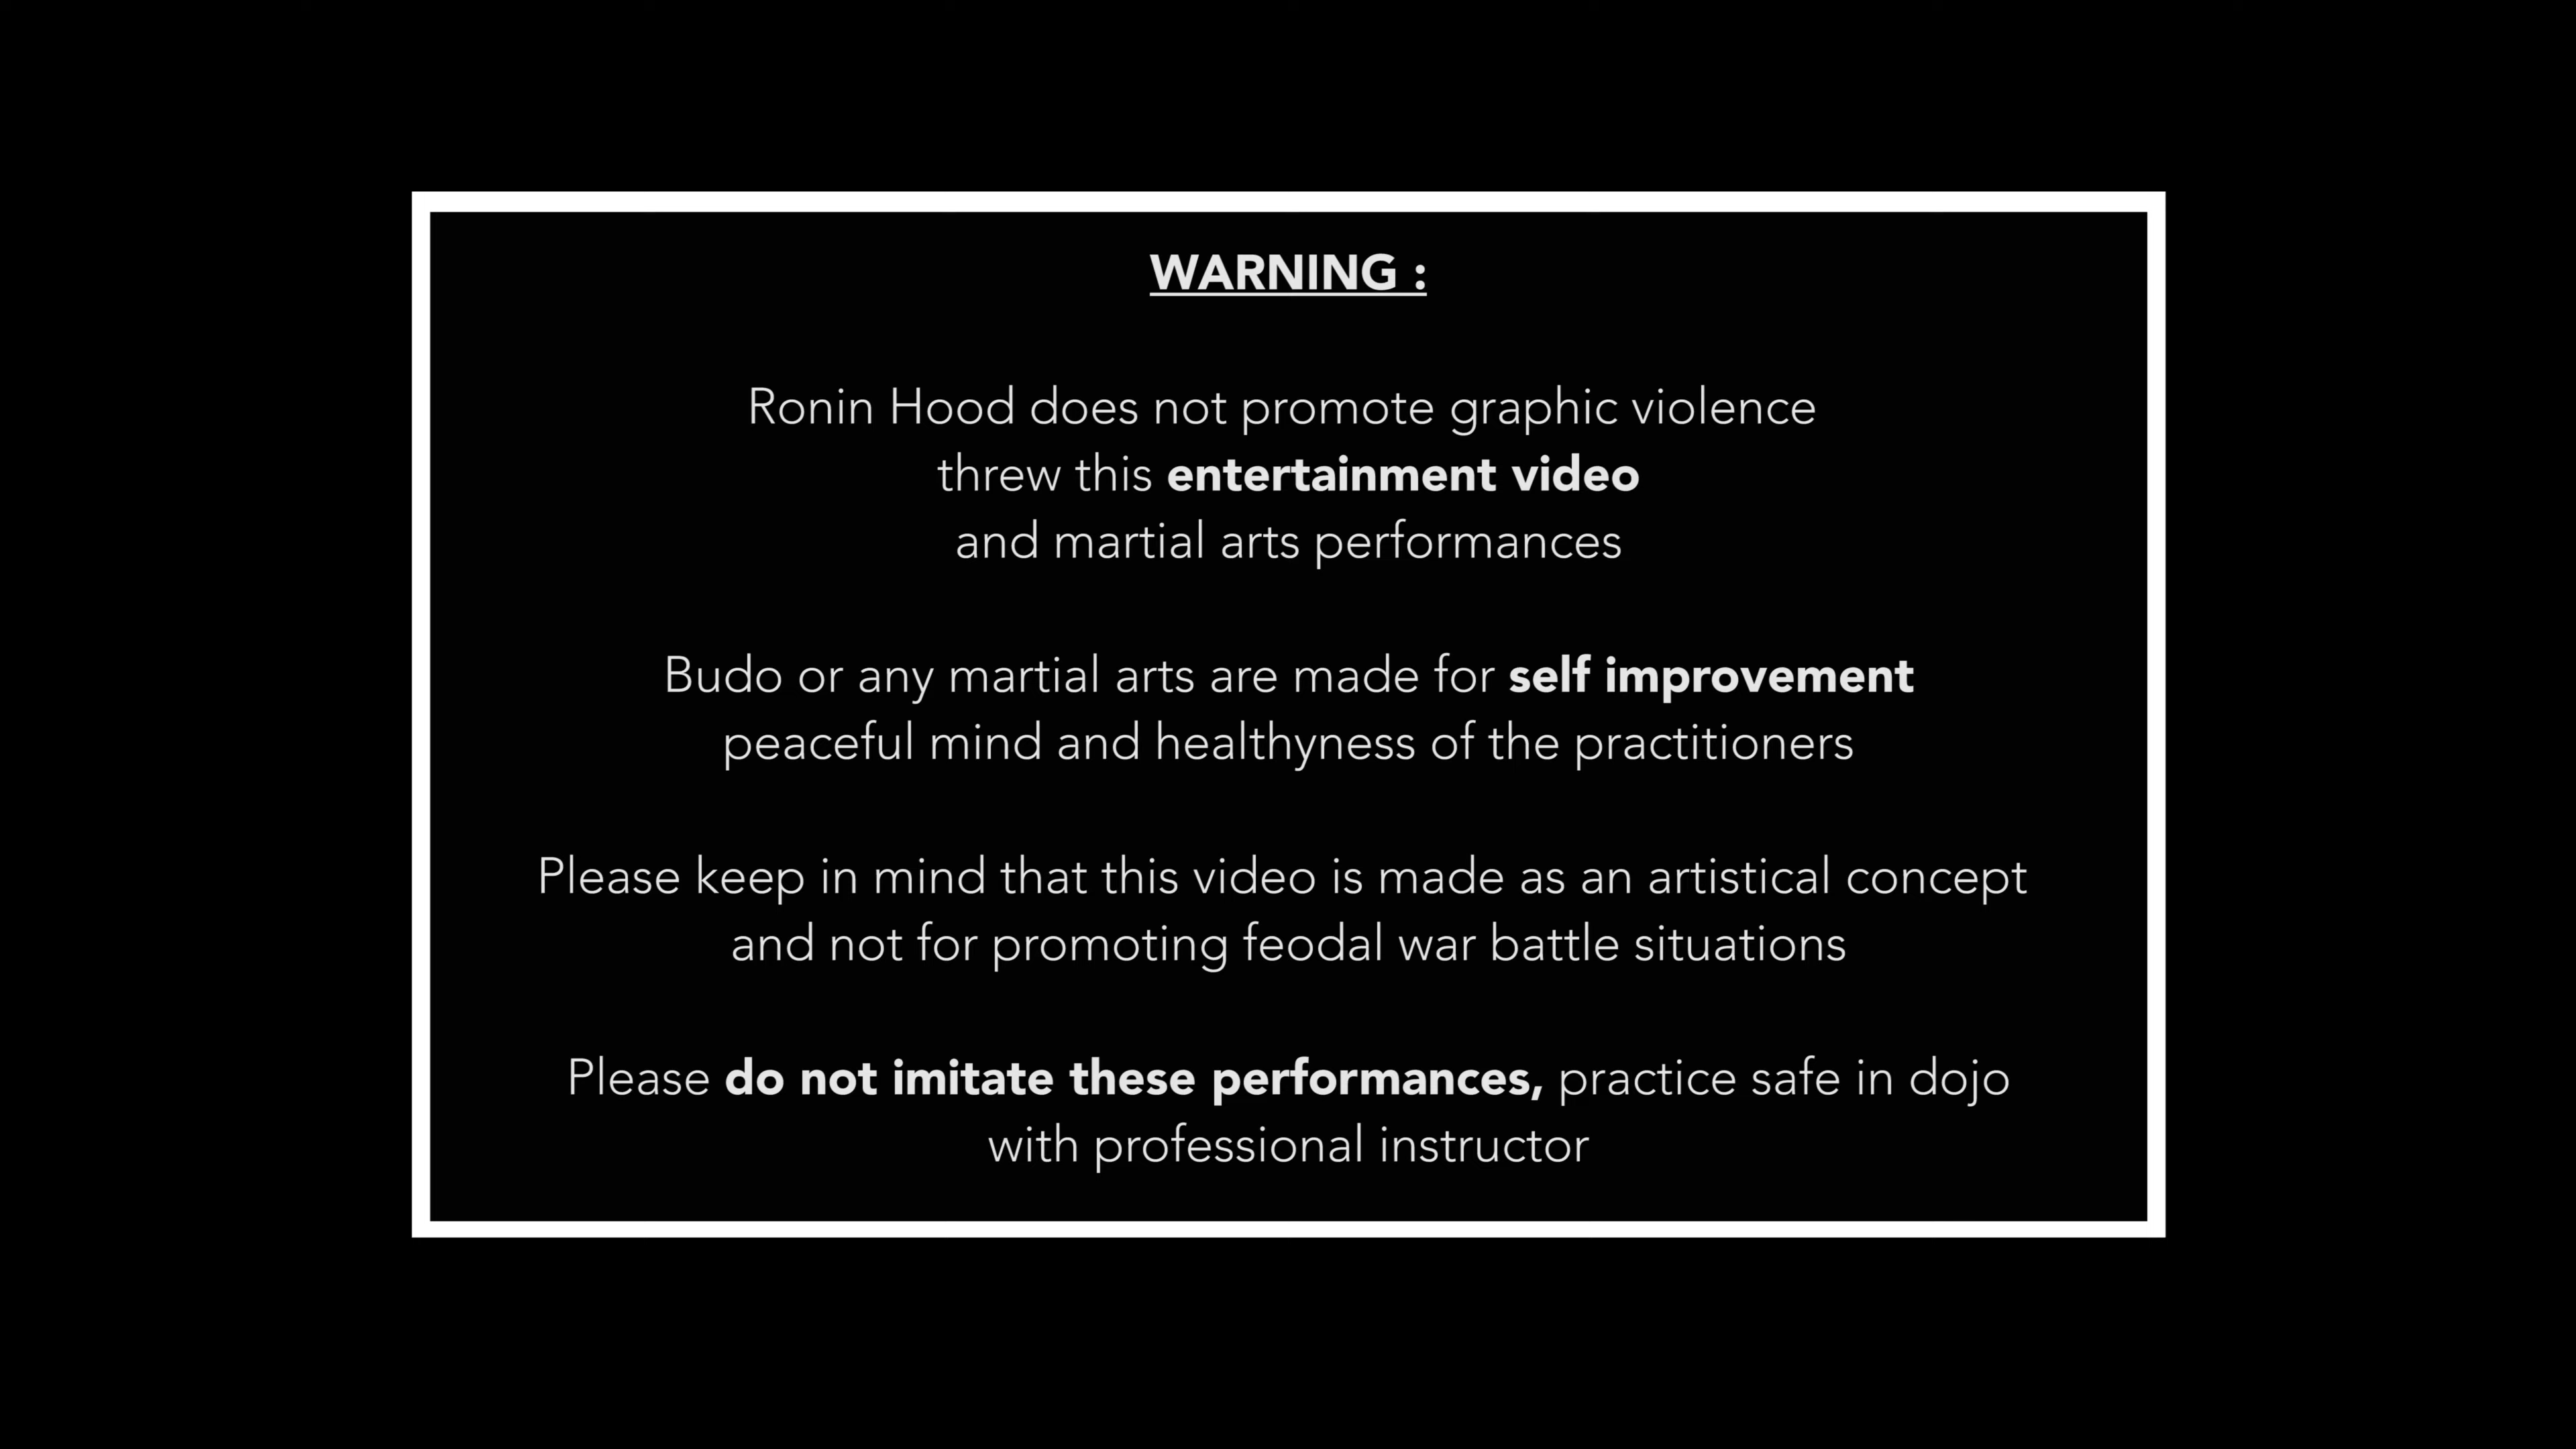 WARNING :
Ronin Hood does not promote graphic violence
threw this entertainment video
and martial arts performances
Budo or any martial arts are made for self improvement
peaceful mind and healthyness of the practitioners
Please keep in mind that this video is made as an artistical concept
and not for promoting feodal war battle situations
Please do not imitate these performances, practice safe in dojo
with professional instructor